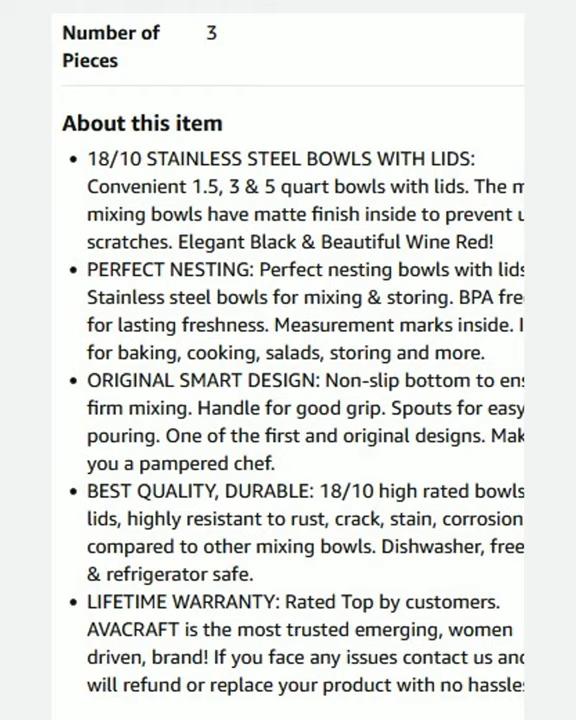 Number of 3
Pieces
About this item
• 18/10 STAINLESS STEEL BOWLS WITH LIDS:
Convenient 1.5, 3 & 5 quart bowls with lids. The
mixing bowls have matte finish inside to prevent
scratches. Elegant Black & Beautiful Wine Red!
• PERFECT NESTING: Perfect nesting bowls with lids
Stainless steel bowls for mixing & storing. BPA
for lasting freshness. Measurement marks inside.
for baking, cooking, salads, storing and more.
• ORIGINAL SMART DESIGN: Non-slip bottom to
firm mixing. Handle for good grip. Spouts for easy
pouring. One of the first and original designs.
you a pampered chef.
• BEST QUALITY, DURABLE: 18/10 high rated bowls
lids, highly resistant to rust, crack, stain, corrosion
compared to other mixing bowls. Dishwasher,
& refrigerator safe.
• LIFETIME WARRANTY: Rated Top by customers.
AVACRAFT is the most trusted emerging, women
driven, brand! If you face any issues contact us
will refund or replace your product with no